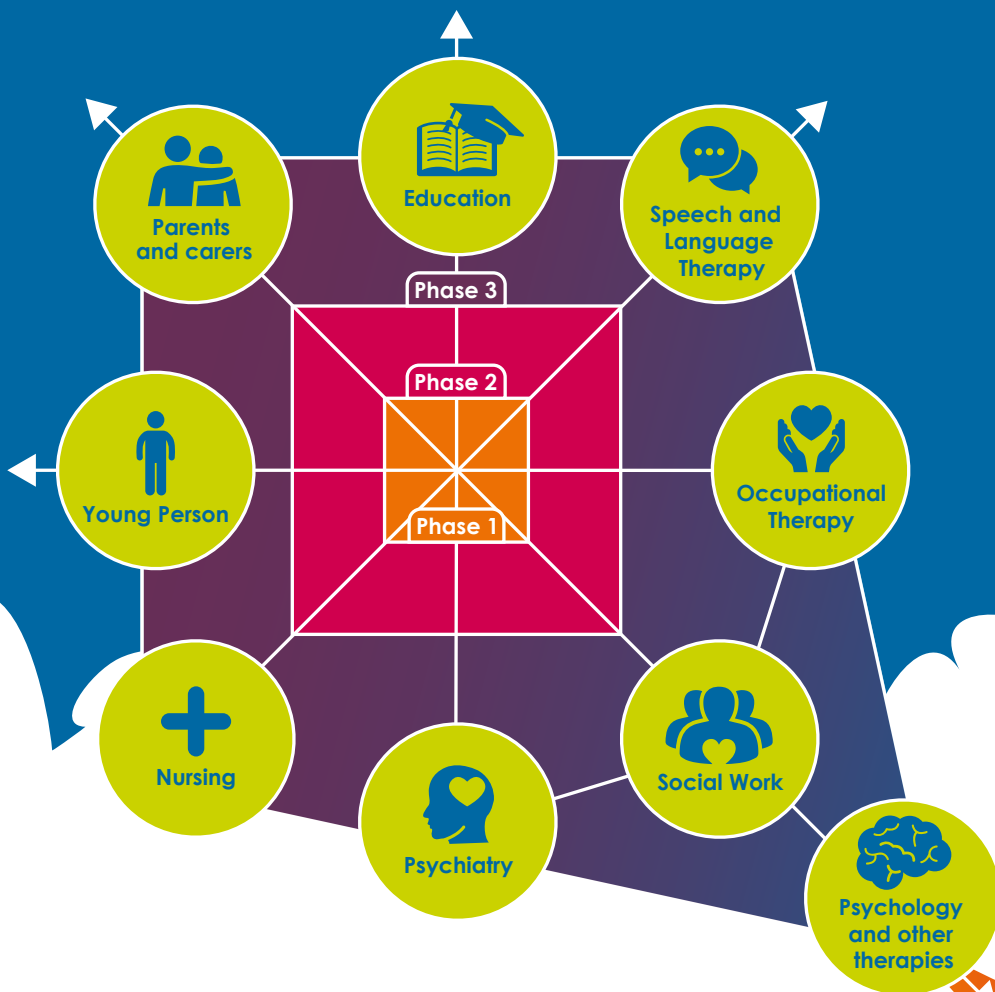 Education
Parents
and carers
Speech and
Language
Therapy
Phase 3
Phase 2
Young Person
Occupational
Therapy
Phase 1
Nursing
Social Work
Psychiatry
Psychology
and other
therapies